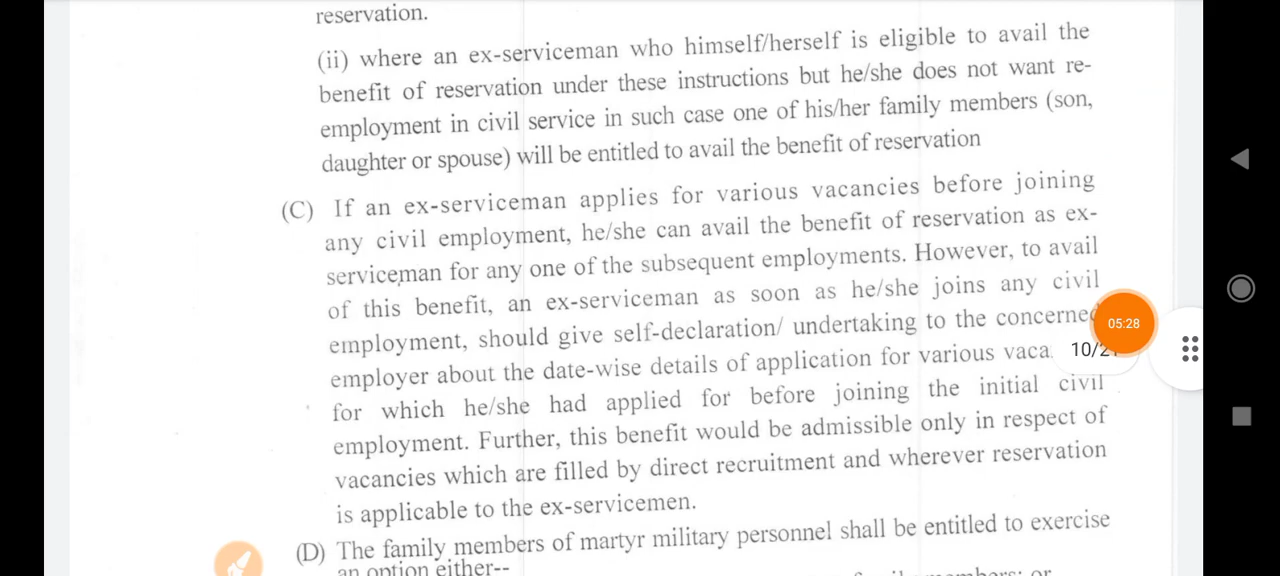 reservation.
(ii) where an ex-serviceman who himself/herself is eligible to avail the
benefit of reservation under these instructions but he/she does not want re-
employment in civil service in such case one of his/her family members (son,
daughter or spouse) will be entitled to avail the benefit of reservation
(C) If an ex-serviceman applies for various vacancies before joining
any civil employment, he/she can avail the benefit of reservation as ex-
serviceman for any one of the subsequent employments. However, to avail
of this benefit, an ex-serviceman as soon as he/she joins any civil
employment, should give self-declaration/ undertaking to the concerned
05:28
employer about the date-wise details of application for various vaca
10/2
for which he/she had applied for before joining the initial civil
employment. Further, this benefit would be admissible only in respect of
vacancies which are filled by direct recruitment and wherever reservation
is applicable to the ex-servicemen.
(D) The family members of martyr military personnel shall be entitled to exercise
an option either--
members; or